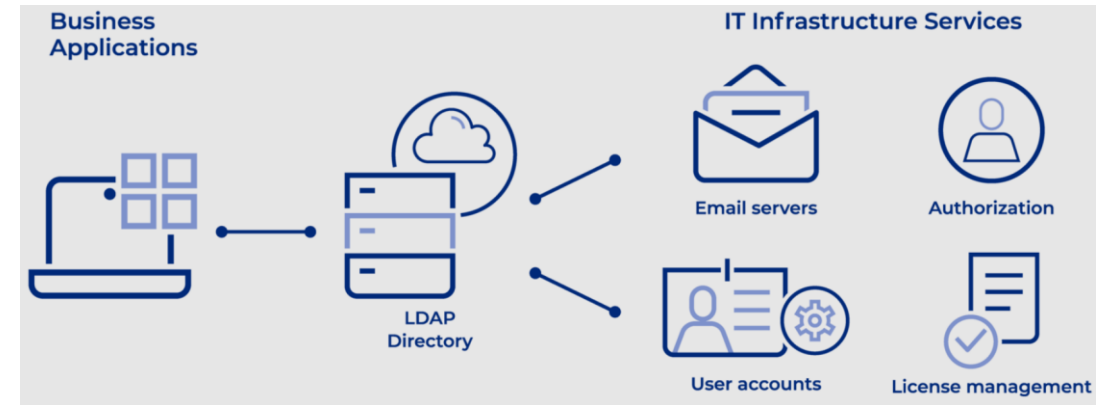 Business
Applications
IT Infrastructure Services
LDAP
Directory
Email servers
Authorization
User accounts
License management